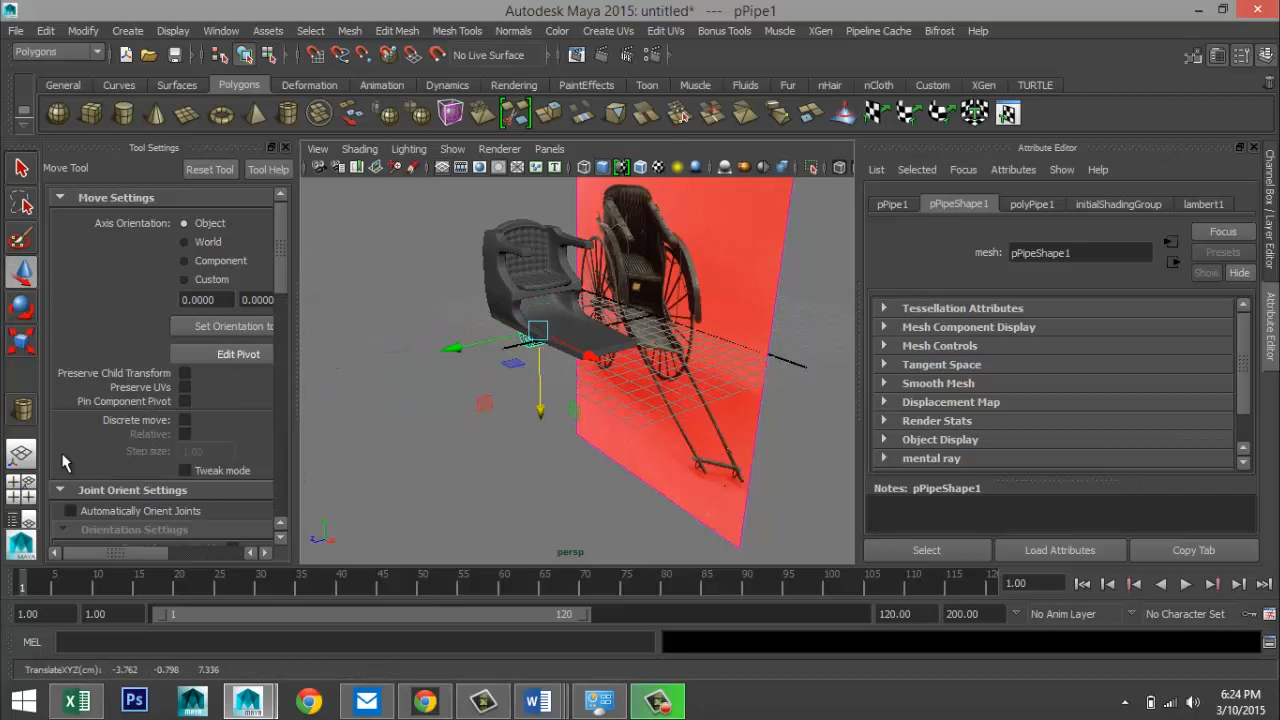 Autodesk Maya 2015: untitled* --- pPipe1
File Edit Modify Create Display Window Assets Select Mesh Edit Mesh Mesh Tools Normals Color Create UVs Edit UVs Bonus Tools Muscle XGen Pipeline Cache Bifrost Help
Polygons No Live Surface
General Curves Surfaces Polygons Deformation Animation Dynamics Rendering PaintEffects Toon Muscle Fluids Fur nHair nCloth Custom XGen TURTLE
Tool Settings
Move Tool Reset Tool Tool Help
Move Settings
Axis Orientation: Object
World
Component
Custom
0.0000 0.0000
Set Orientation to
Edit Pivot
Preserve Child Transform
Preserve UVs
Pin Component Pivot
Discrete move:
Relative:
Step size: 1.00
Tweak mode
Joint Orient Settings
Automatically Orient Joints
Orientation Settings
View Shading Lighting Show Renderer Panels
persp
Attribute Editor
List Selected Focus Attributes Show Help
pPipe1 pPipeShape1 polyPipe1 initialShadingGroup lambert1
Focus
Presets
mesh: pPipeShape1
Show Hide
Tessellation Attributes
Mesh Component Display
Mesh Controls
Tangent Space
Smooth Mesh
Displacement Map
Render Stats
Object Display
mental ray
Notes: pPipeShape1
Select Load Attributes Copy Tab
Channel Box / Layer Editor
Attribute Editor
1 5 10 15 20 25 30 35 40 45 50 55 60 65 70 75 80 85 90 95 100 105 110 115 12 1.00
1.00 1.00 1 120 120.00 200.00 No Anim Layer No Character Set
MEL
TranslateXYZ(cm): -3.762 -0.798 7.336
MAYA
6:24 PM
3/10/2015